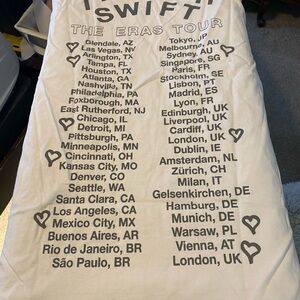 SWIFT
THE ERAS TOUR
Glendale, AZ
Las Vegas, NV
Arlington, TX
Tampa, FL
Houston, TX
Atlanta, GA
Nashville, TN
Philadelphia, PA
Foxborough, MA
East Rutherford, NJ
Chicago, IL
Detroit, MI
Pittsburgh, PA
Minneapolis, MN
Cincinnati, OH
Kansas City, MO
Denver, CO
Seattle, WA
Santa Clara, CA
Los Angeles, CA
Mexico City, MX
Buenos Aires, AR
Rio de Janeiro, BR
São Paulo, BR
Tokyo, JP
Melbourne, AU
Sydney, AU
Singapore, SG
Paris, FR
Stockholm, SE
Lisbon, PT
Madrid, ES
Lyon, FR
Edinburgh, UK
Liverpool, UK
Cardiff, UK
London, UK
Dublin, IE
Amsterdam, NL
Zürich, CH
Milan, IT
Gelsenkirchen, DE
Hamburg, DE
Munich, DE
Warsaw, PL
Vienna, AT
London, UK